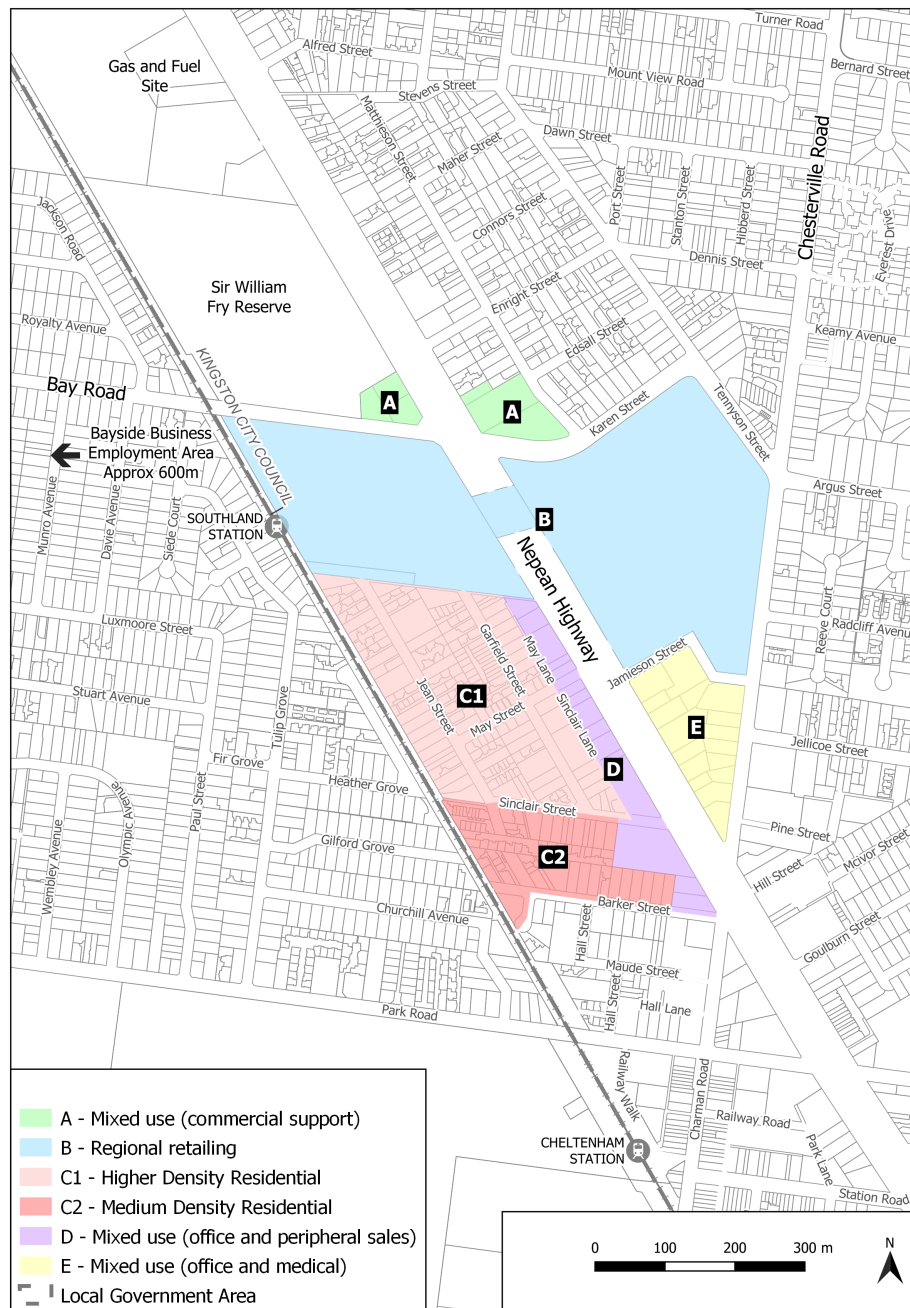 Turner Road
Alfred Street
Gas and Fuel
Site
Mount View Road
Bernard Street
Stevens Street
Mattheson Street
Maher Street
Dawn Street
Chesterville Road
Port Street
Stanton Street
Hibberd Street
Connors Street
Everest Drive
Jackson Road
Dennis Street
Enright Street
Sir William
Fry Reserve
Royalty Avenue
Edsall Street
Keamy Avenue
KINGSTON CITY COUNCIL
Bay Road
A
A
Karen Street
Tennyson Street
Bayside Business
Employment Area
Approx 600m
Argus Street
Munro Avenue
Davie Avenue
Siede Court
SOUTHLAND
STATION
B
Nepean Highway
Luxmoore Street
Reeve Court
Radcliff Avenue
Garfield Street
May Lane
Jamieson Street
Stuart Avenue
Jean Street
C1
May Street
Sinclair Lane
E
Tulip Grove
Jellicoe Street
Fir Grove
D
Heather Grove
Paul Street
Olympic Avenue
Wembley Avenue
Sinclair Street
Pine Street
Gilford Grove
C2
Hill Street
McIvor Street
Churchill Avenue
Barker Street
Hall Street
Goulburn Street
Maude Street
Hall Street
Hall Lane
Park Road
Railway Walk
Charman Road
Railway Road
Park Lane
CHELTENHAM
STATION
Station Road
A - Mixed use (commercial support)
B - Regional retailing
C1 - Higher Density Residential
C2 - Medium Density Residential
D - Mixed use (office and peripheral sales)
E - Mixed use (office and medical)
Local Government Area
0 100 200 300 m
N